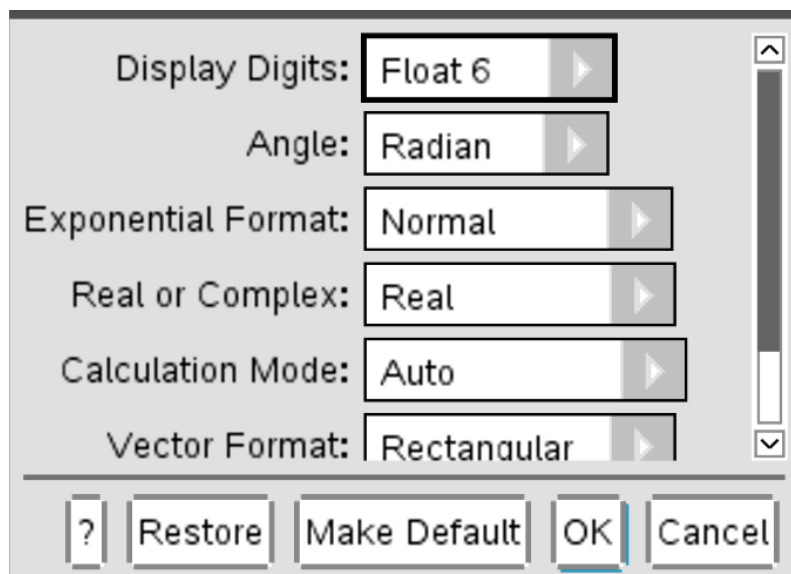 Display Digits: Float 6
Angle: Radian
Exponential Format: Normal
Real or Complex: Real
Calculation Mode: Auto
Vector Format: Rectangular
? Restore Make Default OK Cancel